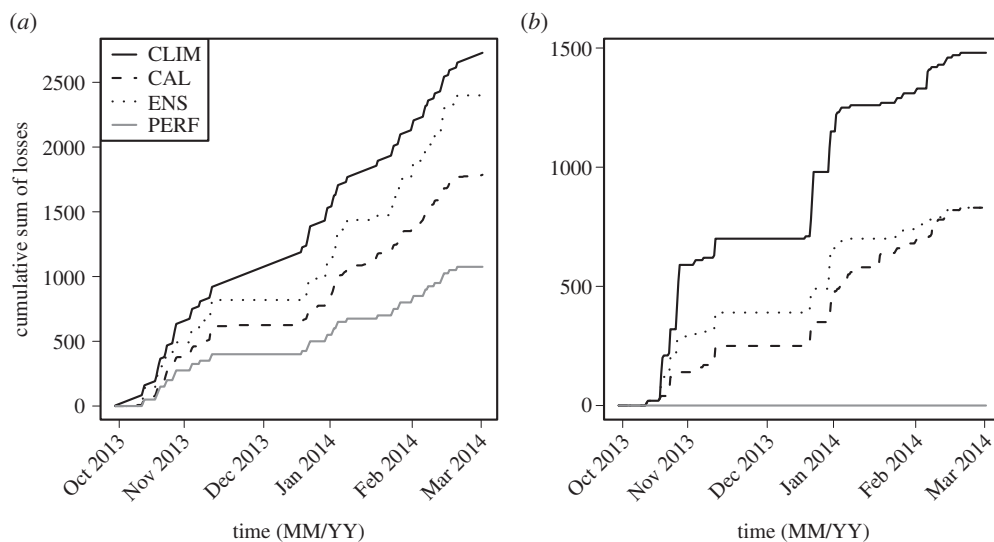 (a)
CLIM
CAL
ENS
PERF
2500
2000
1500
1000
500
0
cumulative sum of losses
Oct 2013
Nov 2013
Dec 2013
Jan 2014
Feb 2014
Mar 2014
time (MM/YY)
(b)
1500
1000
500
0
Oct 2013
Nov 2013
Dec 2013
Jan 2014
Feb 2014
Mar 2014
time (MM/YY)